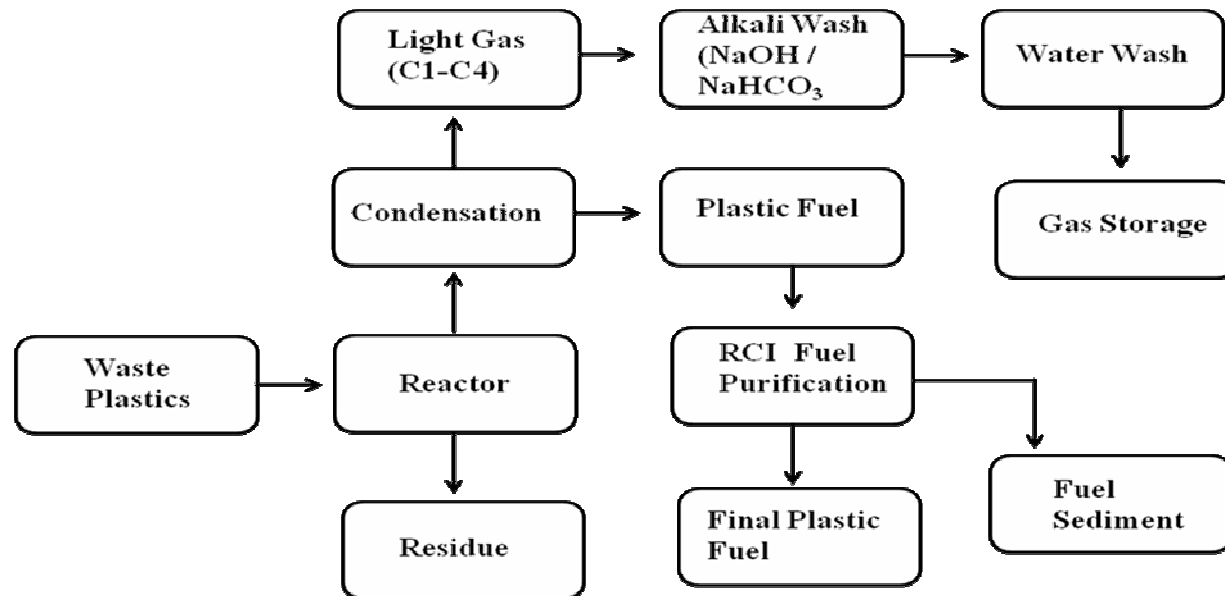 Light Gas
(C1-C4)
Alkali Wash
(NaOH /
NaHCO₃
Water Wash
Condensation
Plastic Fuel
Gas Storage
Waste
Plastics
Reactor
RCI Fuel
Purification
Residue
Final Plastic
Fuel
Fuel
Sediment